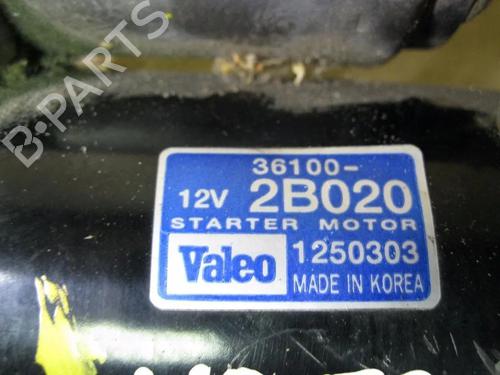 B-PARTS
36100-
12V 2B020
STARTER MOTOR
Valeo 1250303
MADE IN KOREA